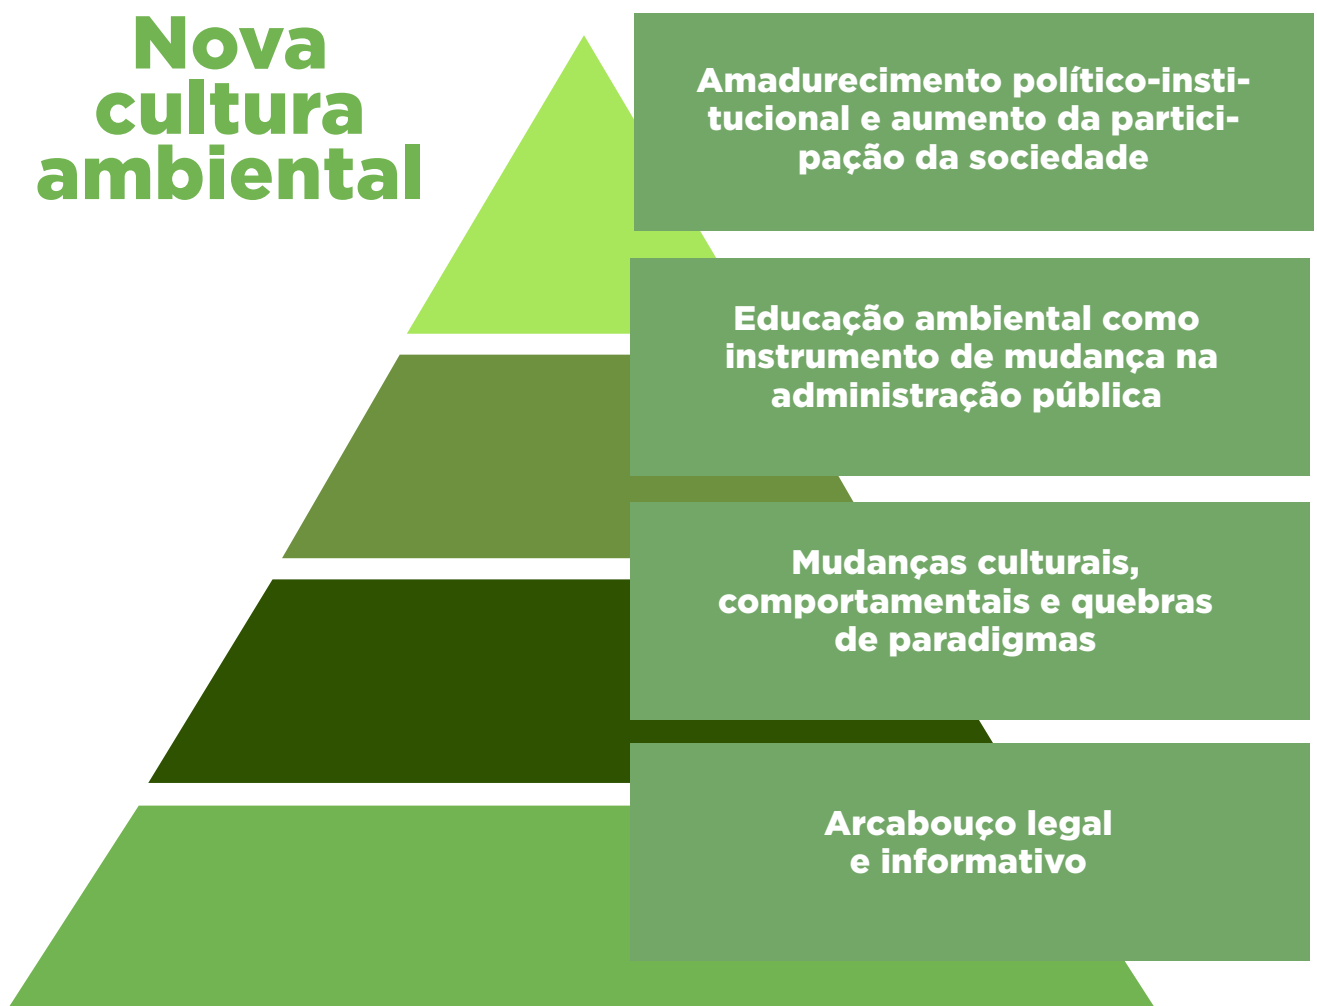 Nova
cultura
ambiental
Amadurecimento político-insti-
tucional e aumento da partici-
pação da sociedade
Educação ambiental como
instrumento de mudança na
administração pública
Mudanças culturais,
comportamentais e quebras
de paradigmas
Arcabouço legal
e informativo